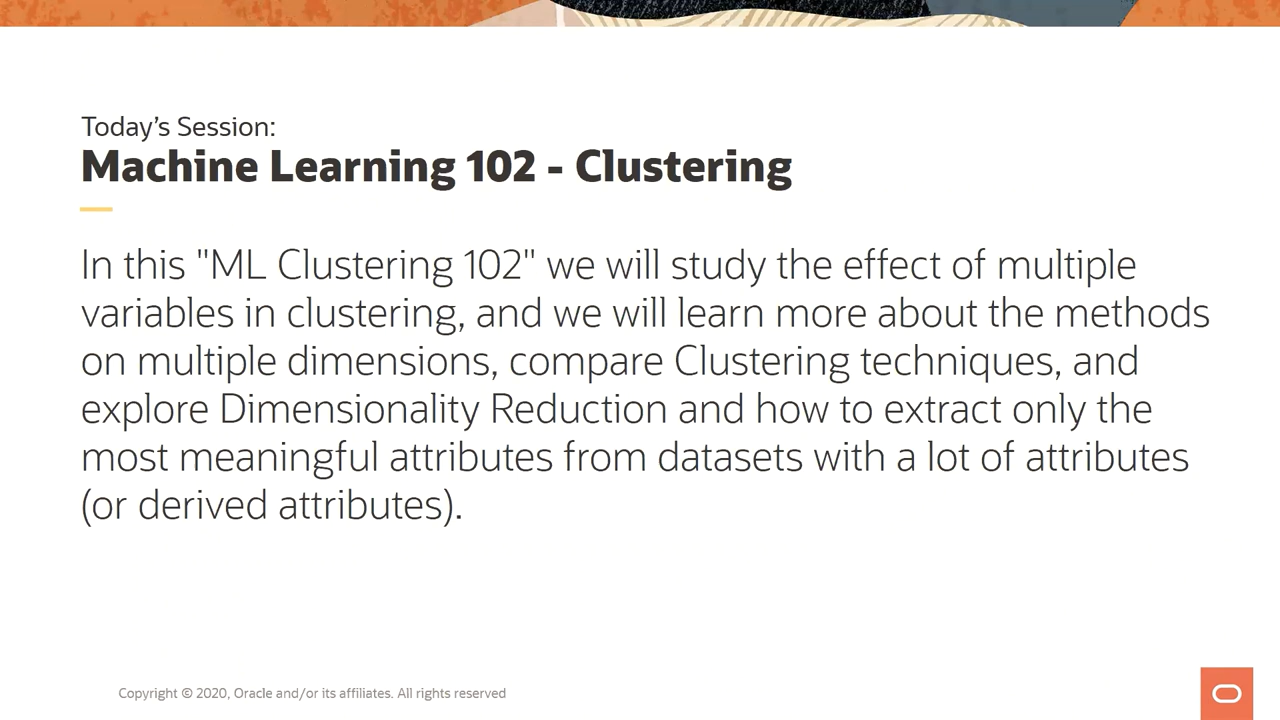 Today’s Session:
Machine Learning 102 - Clustering
In this "ML Clustering 102" we will study the effect of multiple
variables in clustering, and we will learn more about the methods
on multiple dimensions, compare Clustering techniques, and
explore Dimensionality Reduction and how to extract only the
most meaningful attributes from datasets with a lot of attributes
(or derived attributes).
Copyright © 2020, Oracle and/or its affiliates. All rights reserved